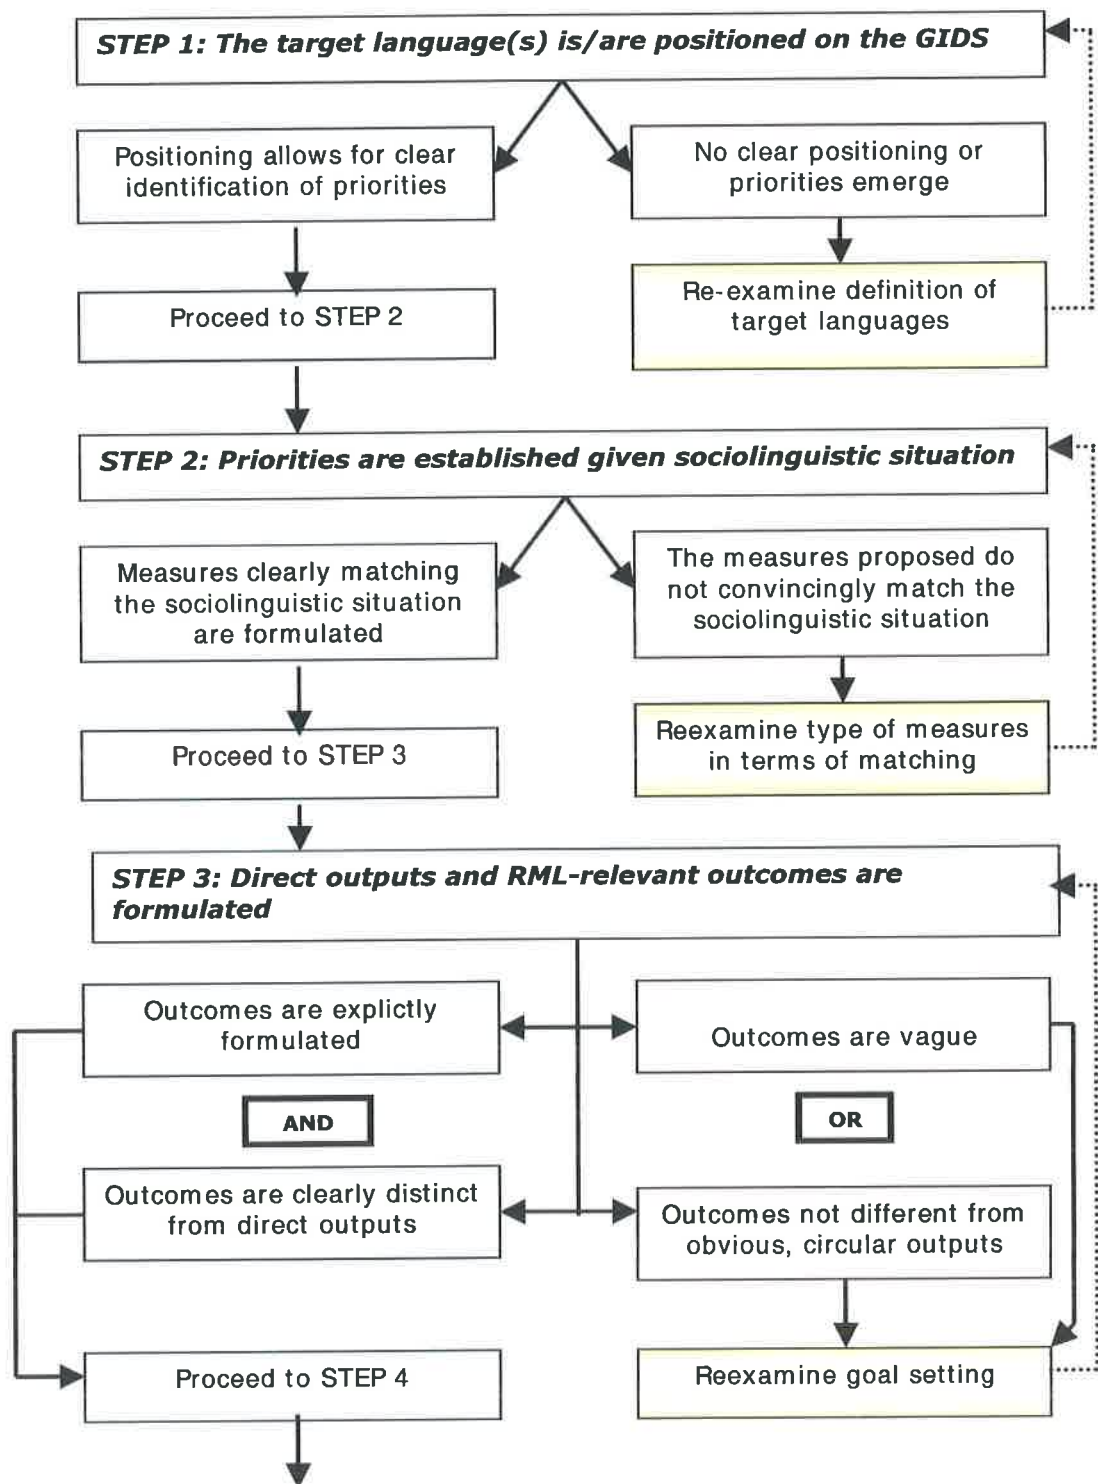 STEP 1: The target language(s) is/are positioned on the GIDS
Positioning allows for clear
identification of priorities
No clear positioning or
priorities emerge
Proceed to STEP 2
Re-examine definition of
target languages
STEP 2: Priorities are established given sociolinguistic situation
Measures clearly matching
the sociolinguistic situation
are formulated
The measures proposed do
not convincingly match the
sociolinguistic situation
Proceed to STEP 3
Reexamine type of measures
in terms of matching
STEP 3: Direct outputs and RML-relevant outcomes are
formulated
Outcomes are explictly
formulated
Outcomes are vague
AND
OR
Outcomes are clearly distinct
from direct outputs
Outcomes not different from
obvious, circular outputs
Proceed to STEP 4
Reexamine goal setting